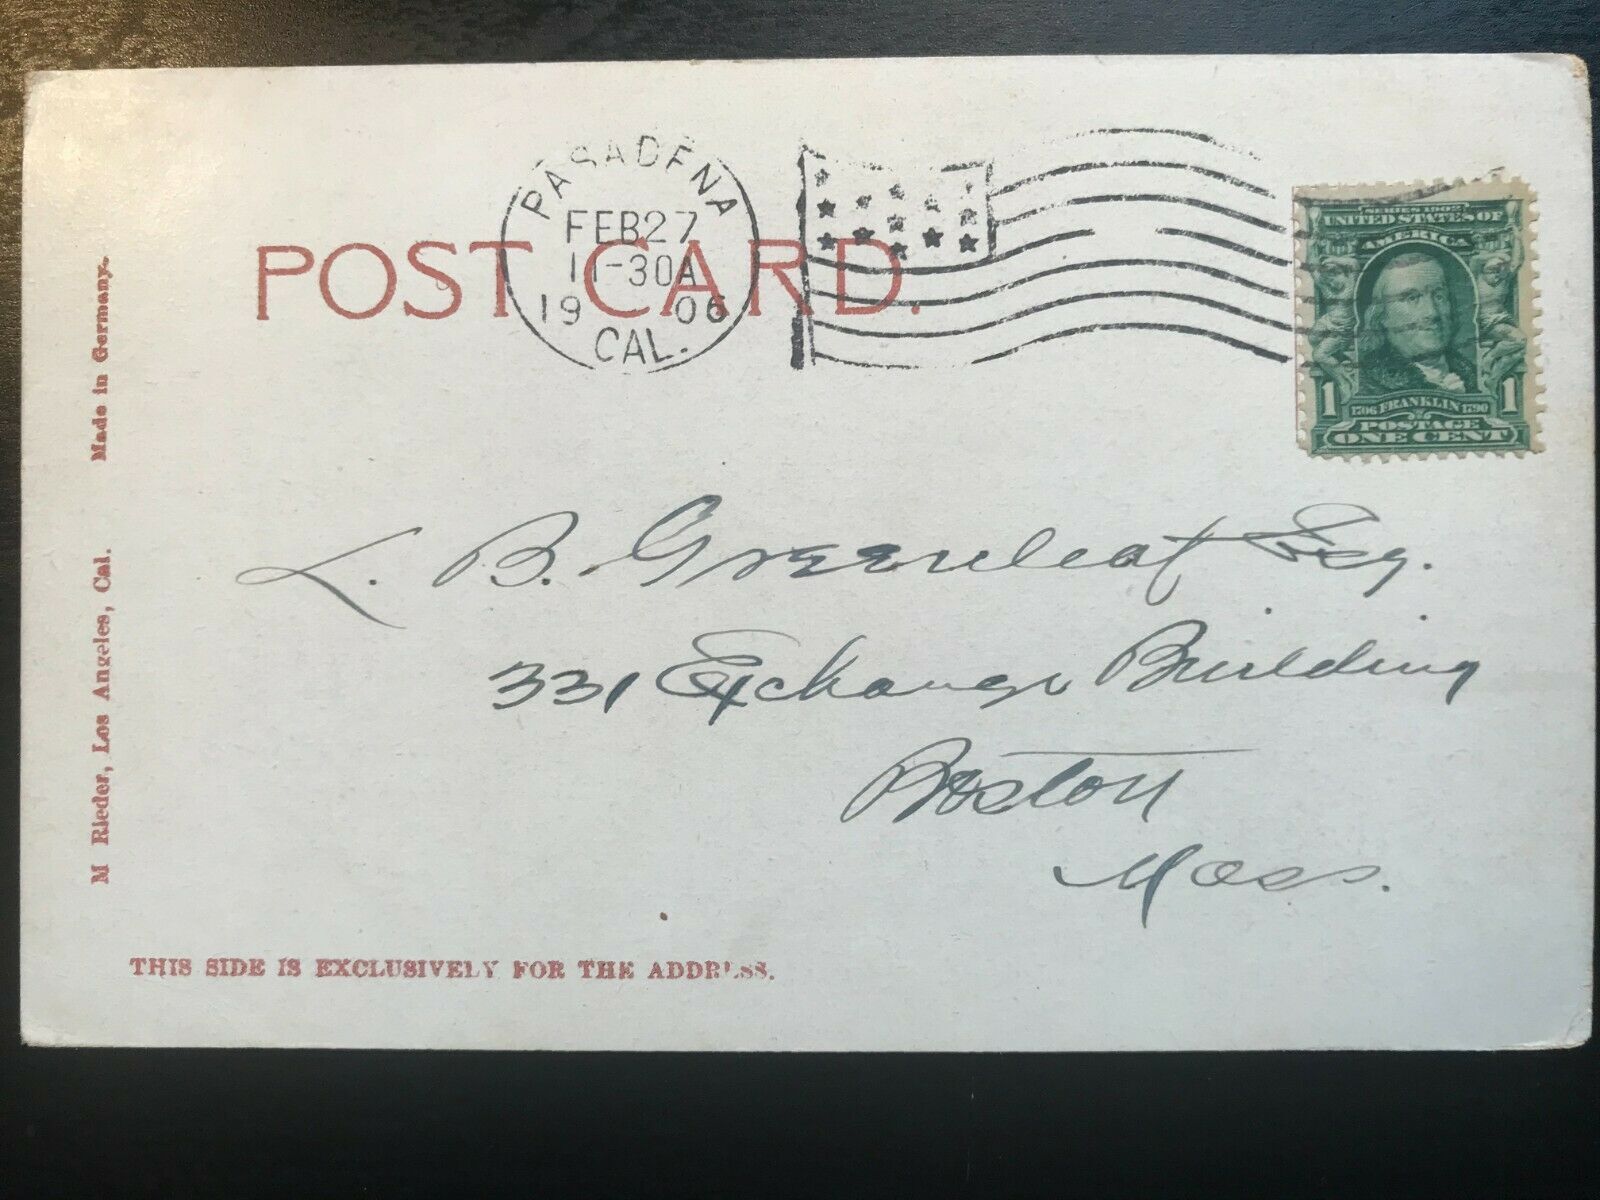 POST CARD.
PASADENA
FEB 27
11-30A
19 06
CAL.
SERIES 1902
UNITED STATES OF
AMERICA
1 1706 FRANKLIN 1790 1
POSTAGE
ONE CENT
L. B. Greenleaf Esq.
331 Exchange Building
Boston
Mass.
M Rieder, Los Angeles, Cal. Made in Germany.
THIS SIDE IS EXCLUSIVELY FOR THE ADDRESS.